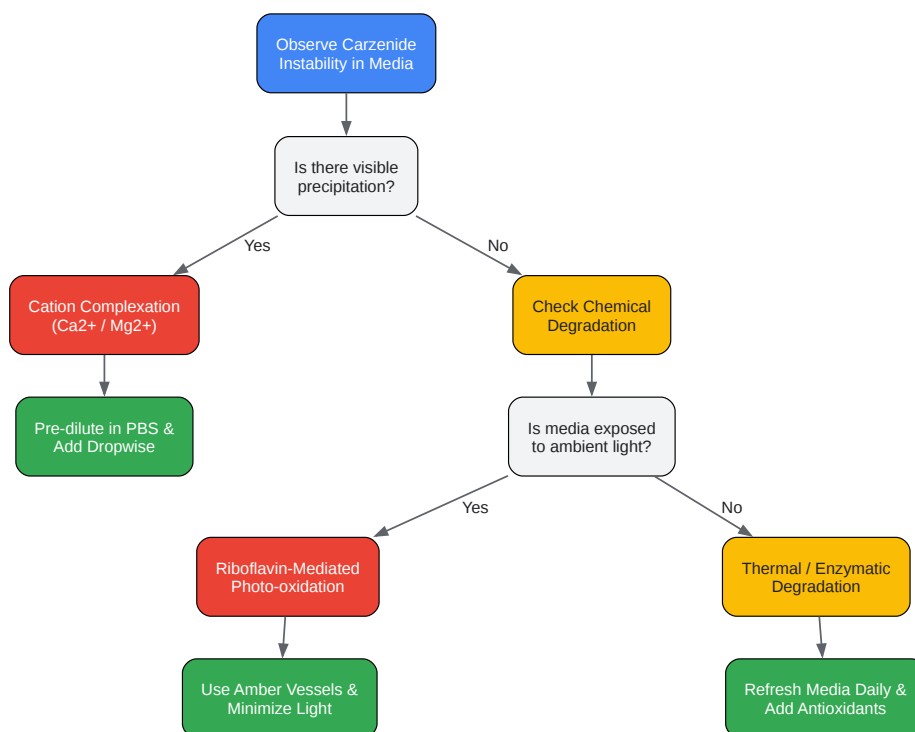 Observe Carzenide
Instability in Media
Is there visible
precipitation?
Yes
No
Cation Complexation
(Ca2+ / Mg2+)
Check Chemical
Degradation
Pre-dilute in PBS &
Add Dropwise
Is media exposed
to ambient light?
Yes
No
Riboflavin-Mediated
Photo-oxidation
Thermal / Enzymatic
Degradation
Use Amber Vessels &
Minimize Light
Refresh Media Daily &
Add Antioxidants